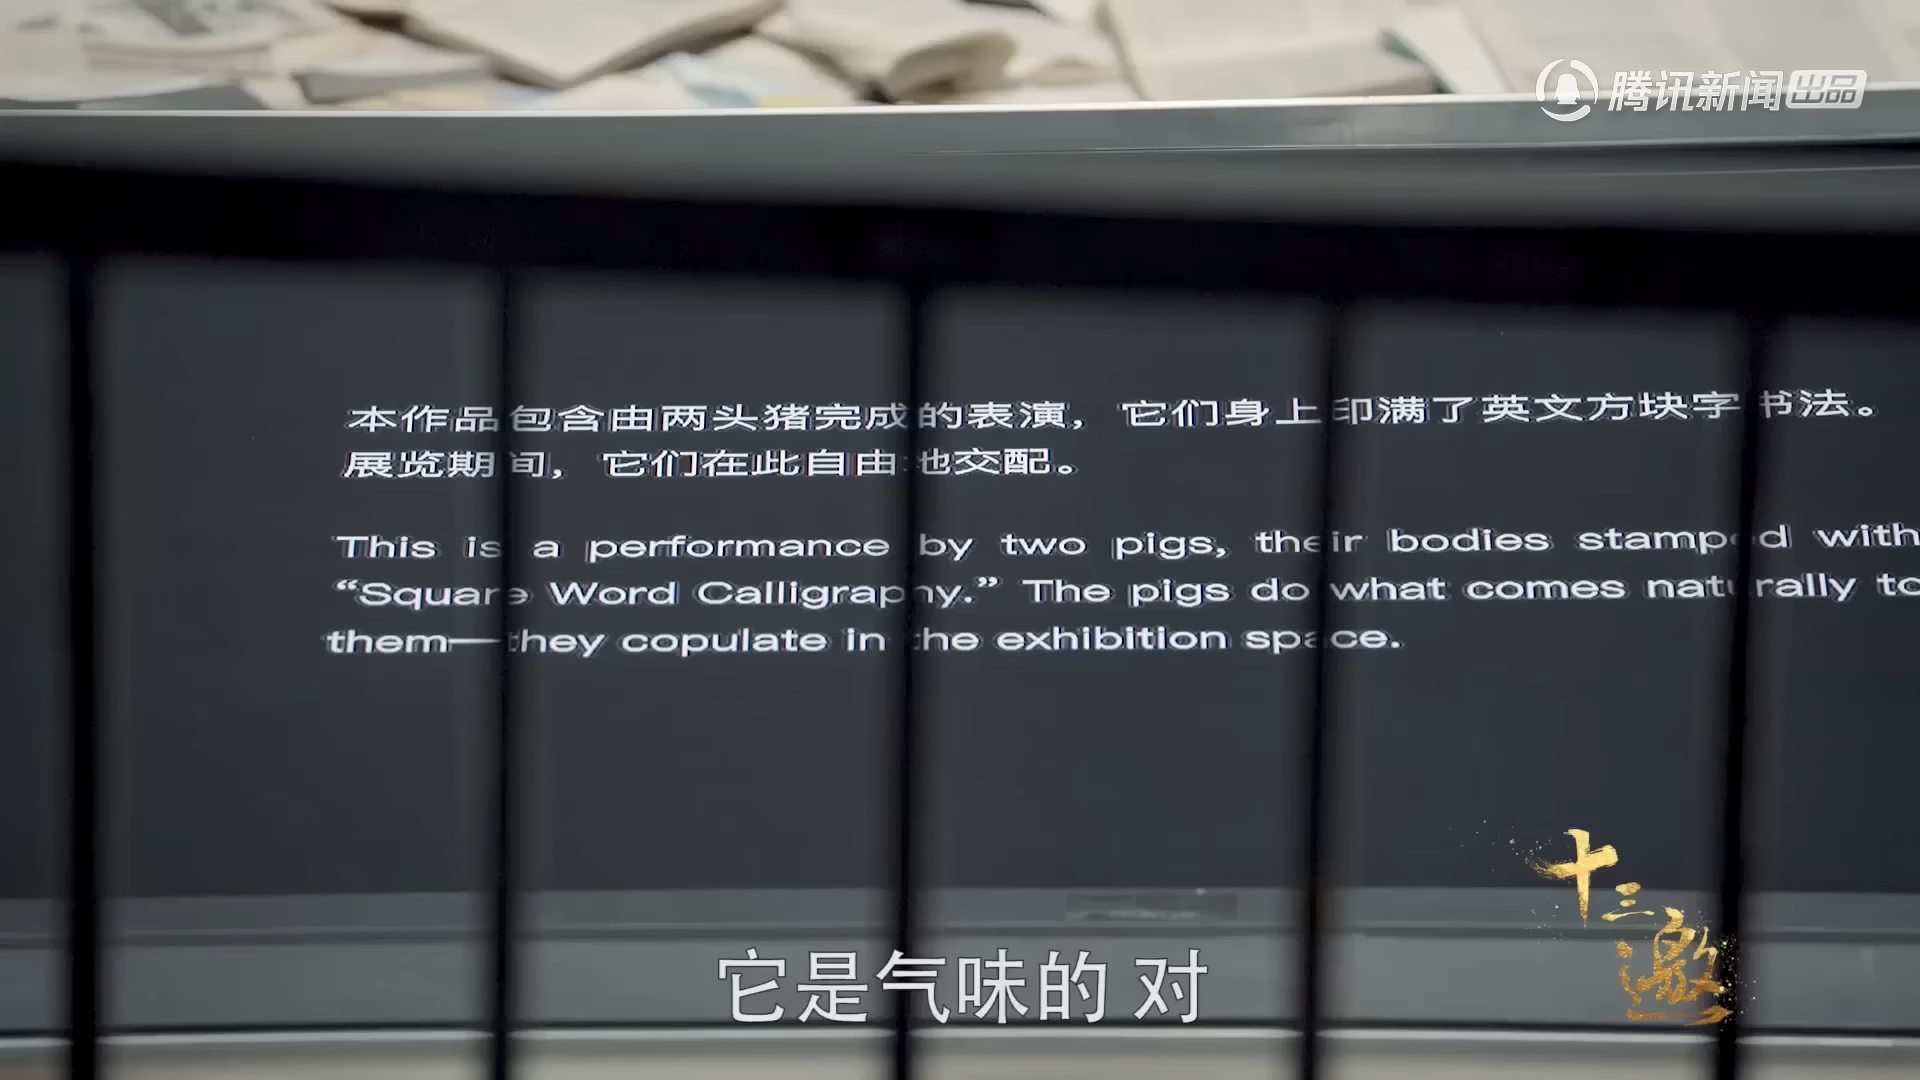 腾讯新闻出品
本作品包含由两头猪完成的表演，它们身上印满了英文方块字书法。
展览期间，它们在此自由地交配。
This is a performance by two pigs, their bodies stamped with
“Square Word Calligraphy.” The pigs do what comes naturally to
them—they copulate in the exhibition space.
十三邀
它是气味的 对